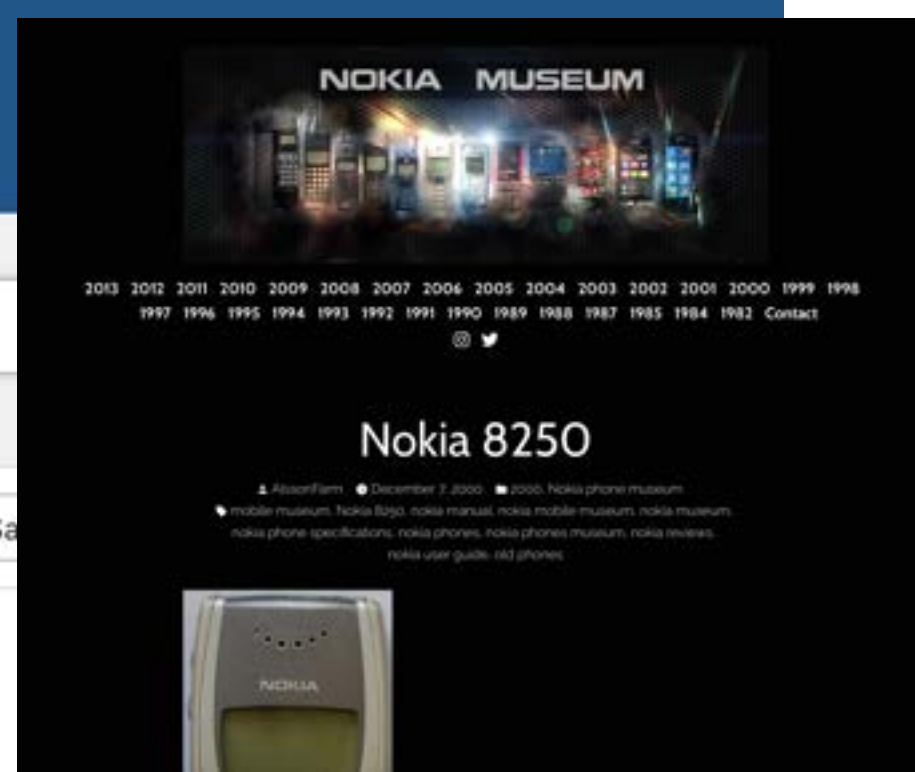 NOKIA MUSEUM
2013 2012 2011 2010 2009 2008 2007 2006 2005 2004 2003 2002 2001 2000 1999 1998
1997 1996 1995 1994 1993 1992 1991 1990 1989 1988 1987 1985 1984 1982 Contact
Nokia 8250
December 7, 2000 2000, Nokia phone museum
mobile museum, Nokia 8250, nokia manual, nokia mobile museum, nokia museum,
nokia phone specifications, nokia phones, nokia phones museum, nokia reviews,
nokia user guide, old phones
NOKIA